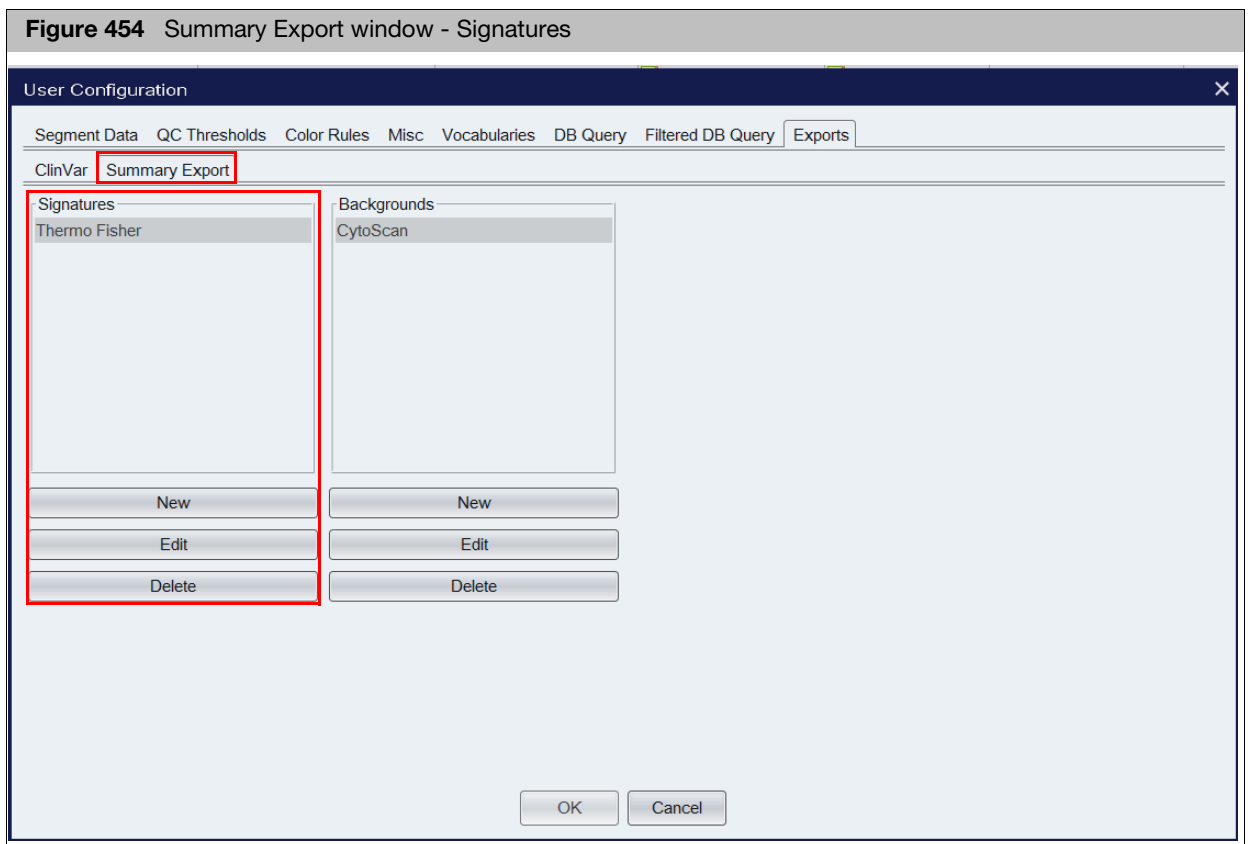 Figure 454 Summary Export window - Signatures
User Configuration
Segment Data QC Thresholds Color Rules Misc Vocabularies DB Query Filtered DB Query Exports
ClinVar Summary Export
Signatures Backgrounds
Thermo Fisher CytoScan
New New
Edit Edit
Delete Delete
OK Cancel